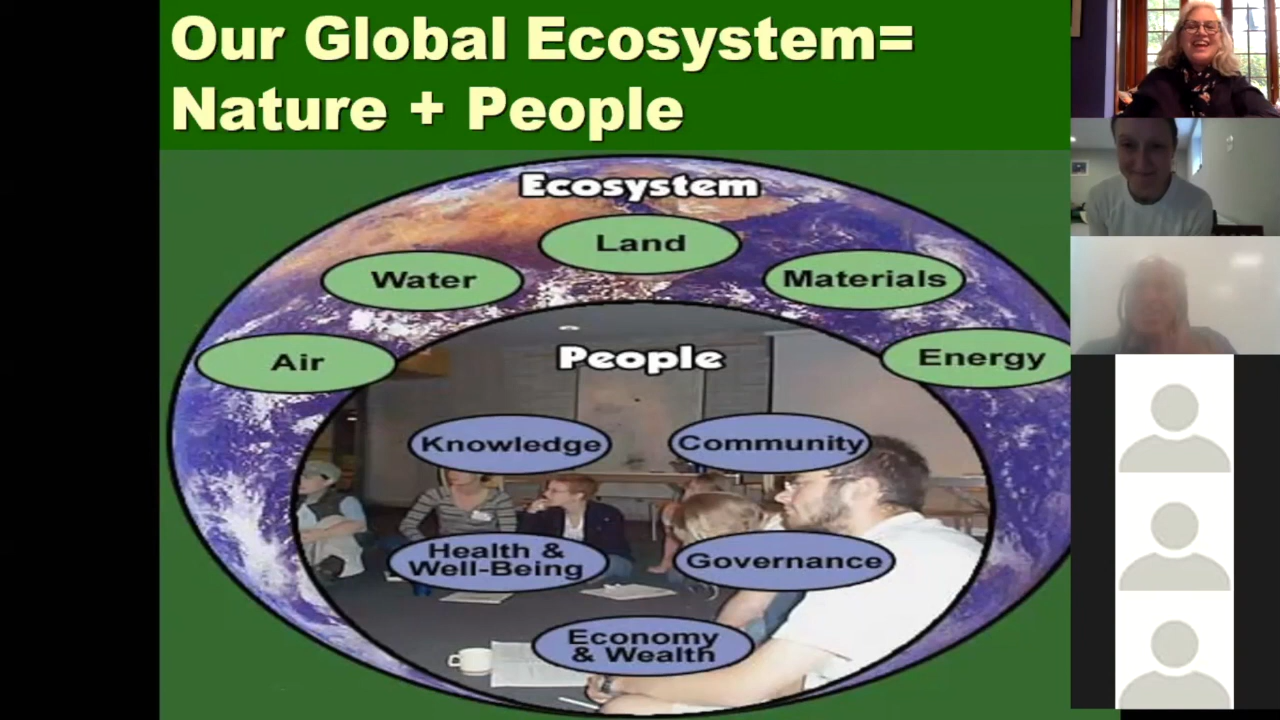 Our Global Ecosystem=
Nature + People
Ecosystem
Land
Water
Materials
Air
Energy
People
Knowledge
Community
Health &
Well-Being
Governance
Economy
& Wealth